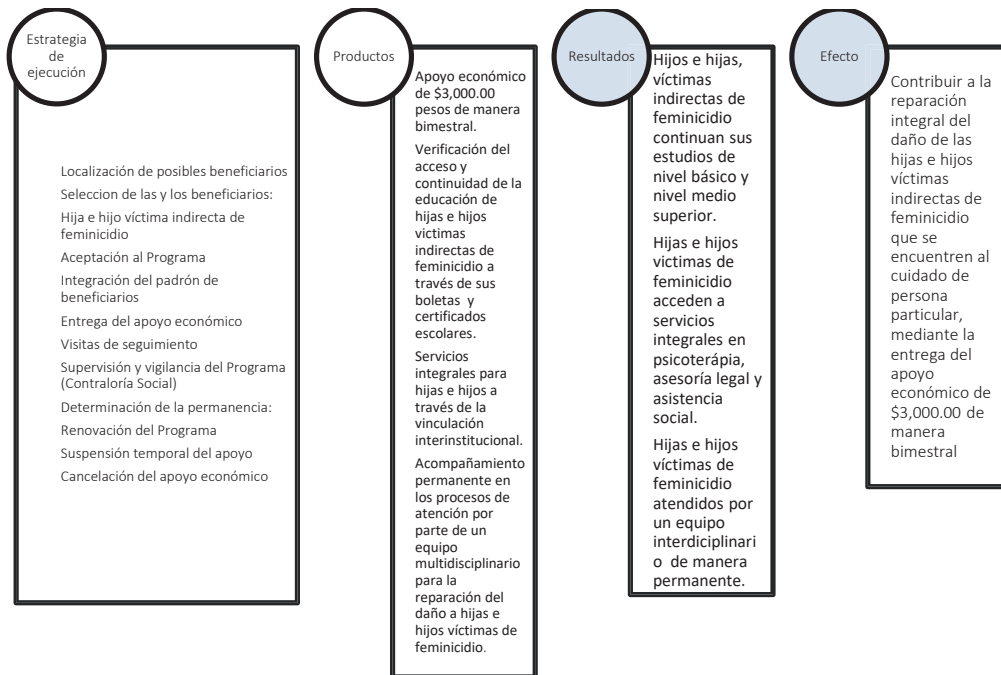 Estrategia
de
ejecución
Localización de posibles beneficiarios
Seleccion de las y los beneficiarios:
Hija e hijo víctima indirecta de
feminicidio
Aceptación al Programa
Integración del padrón de
beneficiarios
Entrega del apoyo económico
Visitas de seguimiento
Supervisión y vigilancia del Programa
(Contraloría Social)
Determinación de la permanencia:
Renovación del Programa
Suspensión temporal del apoyo
Cancelación del apoyo económico
Productos
Apoyo económico
de $3,000.00
pesos de manera
bimestral.
Verificación del
acceso y
continuidad de la
educación de
hijas e hijos
victimas
indirectas de
feminicidio a
través de sus
boletas y
certificados
escolares.
Servicios
integrales para
hijas e hijos a
través de la
vinculación
interinstitucional.
Acompañamiento
permanente en
los procesos de
atención por
parte de un
equipo
multidisciplinario
para la
reparación del
daño a hijas e
hijos víctimas de
feminicidio.
Resultados
Hijos e hijas,
víctimas
indirectas de
feminicidio
continuan sus
estudios de
nivel básico y
nivel medio
superior.
Hijas e hijos
victimas de
feminicidio
acceden a
servicios
integrales en
psicoterápia,
asesoría legal y
asistencia
social.
Hijas e hijos
víctimas de
feminicidio
atendidos por
un equipo
interdiciplinari
o de manera
permanente.
Efecto
Contribuir a la
reparación
integral del
daño de las
hijas e hijos
víctimas
indirectas de
feminicidio
que se
encuentren al
cuidado de
persona
particular,
mediante la
entrega del
apoyo
económico de
$3,000.00 de
manera
bimestral